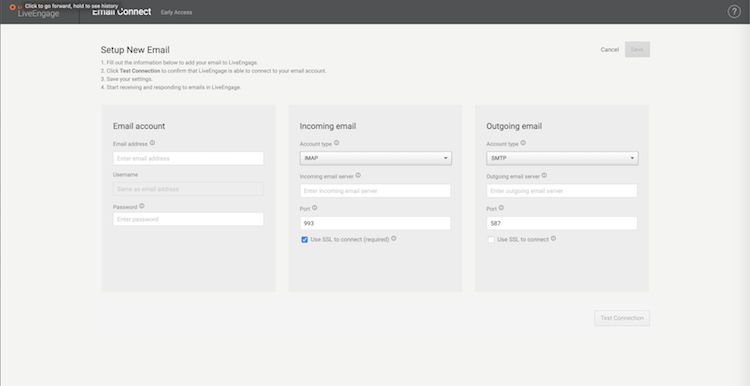 Click to go forward, hold to see history
LiveEngage
Email Connect
Early Access
?
Setup New Email
Cancel
Save
1. Fill out the information below to add your email to LiveEngage.
2. Click Test Connection to confirm that LiveEngage is able to connect to your email account.
3. Save your settings.
4. Start receiving and responding to emails in LiveEngage.
Email account
Email address
Enter email address
Username
Same as email address
Password
Enter password
Incoming email
Account type
IMAP
Incoming email server
Enter incoming email server
Port
993
Use SSL to connect (required)
Outgoing email
Account type
SMTP
Outgoing email server
Enter outgoing email server
Port
587
Use SSL to connect
Test Connection